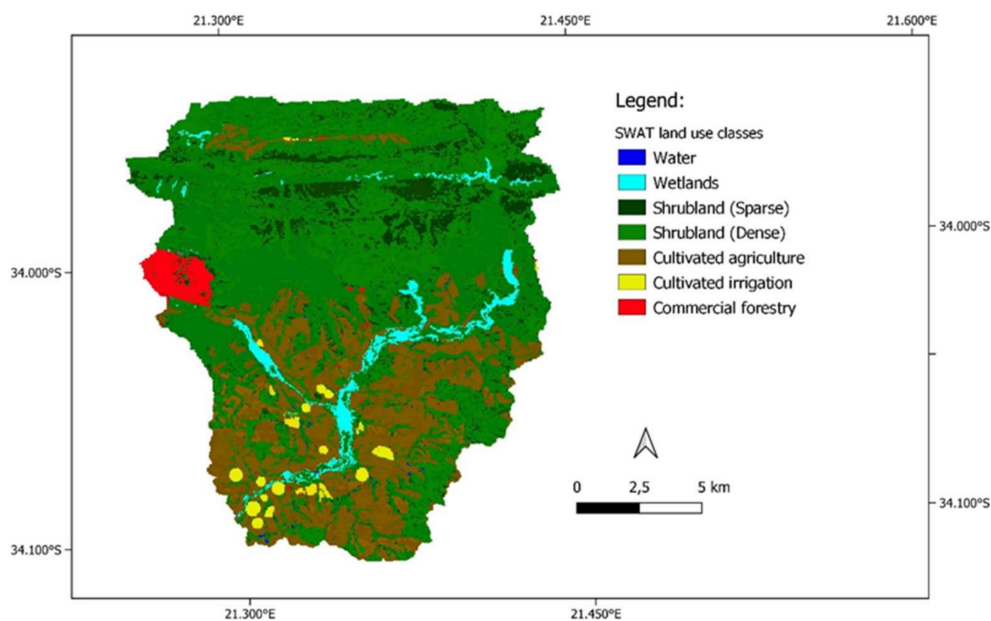 21.300°E 21.450°E 21.600°E
Legend:
SWAT land use classes
Water
Wetlands
Shrubland (Sparse)
Shrubland (Dense)
Cultivated agriculture
Cultivated irrigation
Commercial forestry
34.000°S
34.000°S
0 2,5 5 km
34.100°S
34.100°S
21.300°E 21.450°E